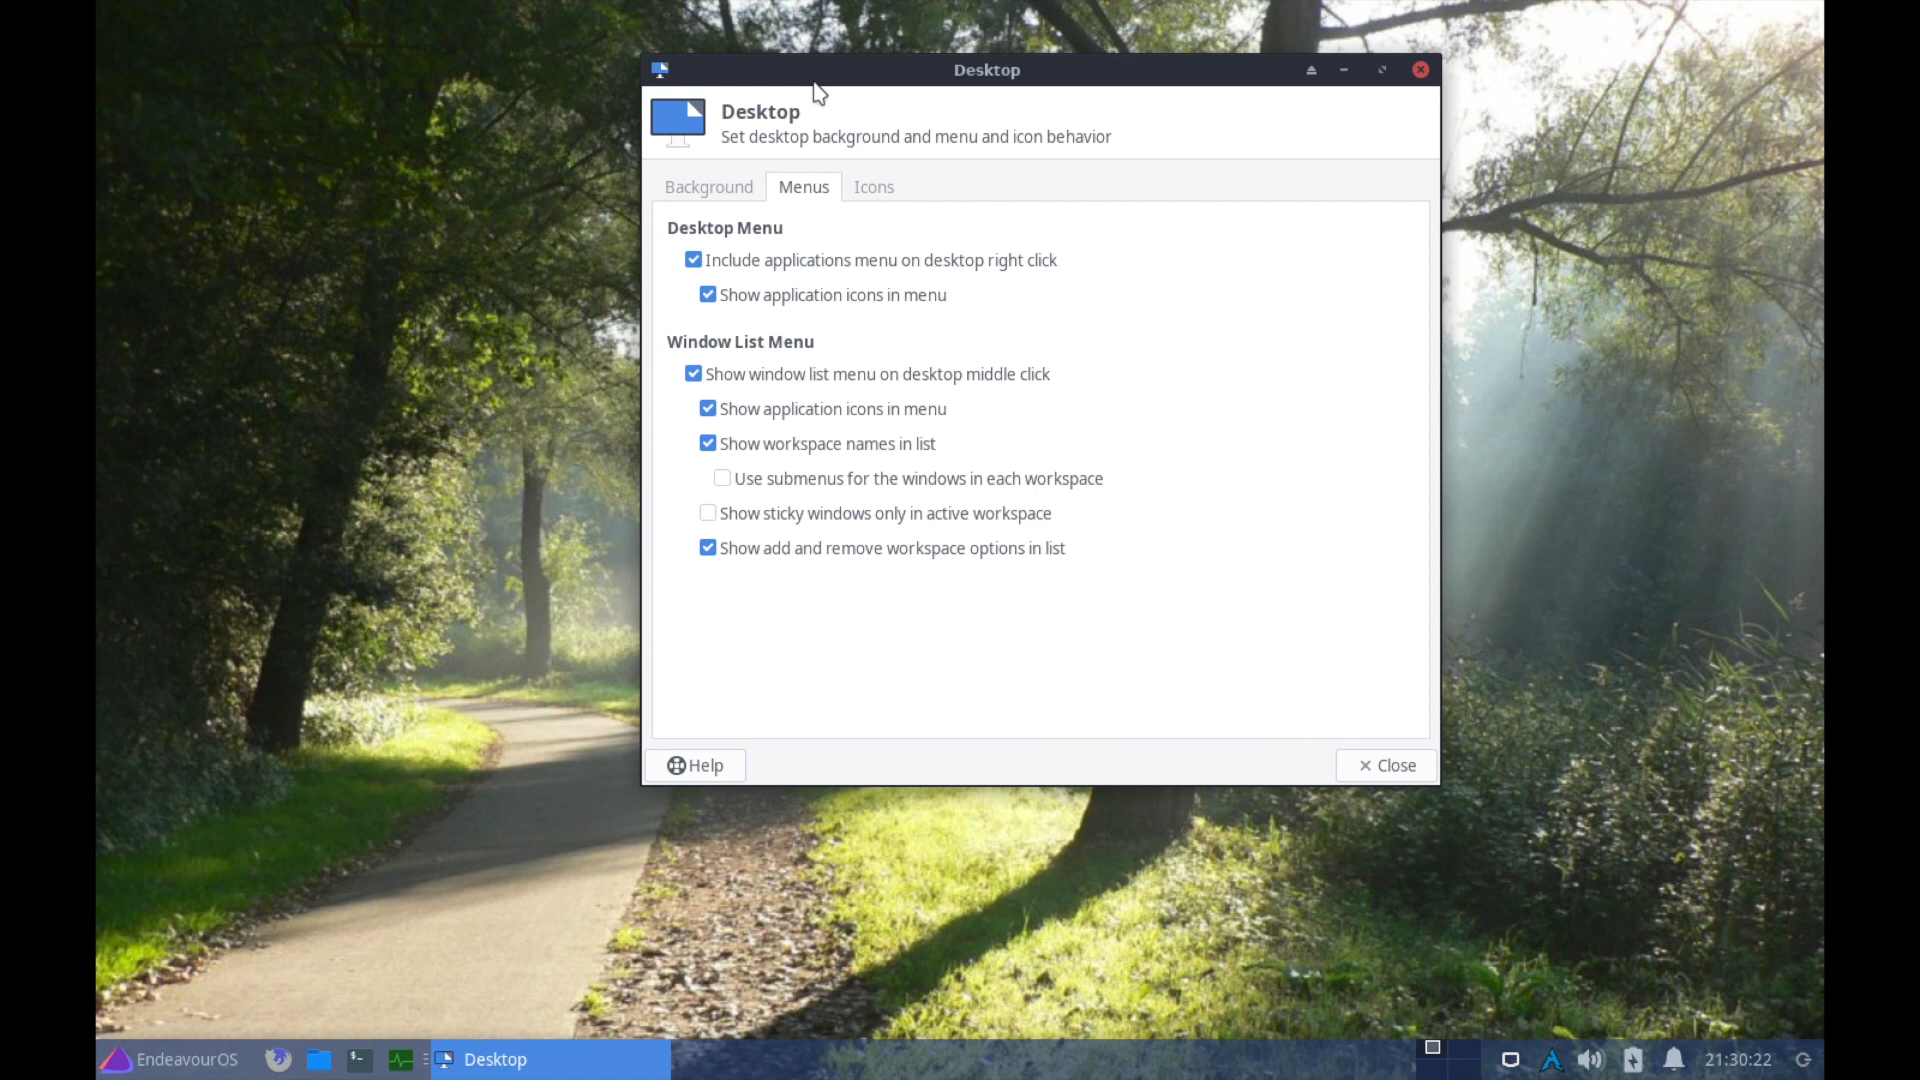 Desktop
Desktop
Set desktop background and menu and icon behavior
Background
Menus
Icons
Desktop Menu
Include applications menu on desktop right click
Show application icons in menu
Window List Menu
Show window list menu on desktop middle click
Show application icons in menu
Show workspace names in list
Use submenus for the windows in each workspace
Show sticky windows only in active workspace
Show add and remove workspace options in list
Help
Close
EndeavourOS
Desktop
21:30:22